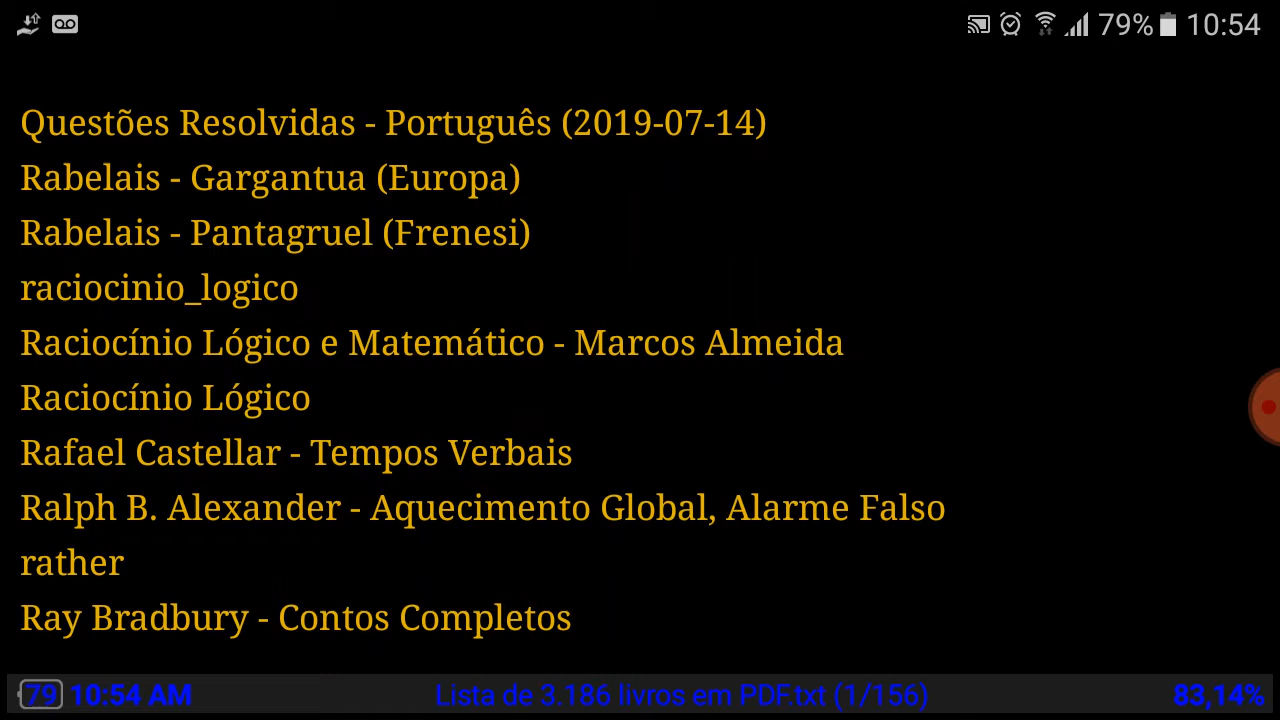 79% 10:54
Questões Resolvidas - Português (2019-07-14)
Rabelais - Gargantua (Europa)
Rabelais - Pantagruel (Frenesi)
raciocinio_logico
Raciocínio Lógico e Matemático - Marcos Almeida
Raciocínio Lógico
Rafael Castellar - Tempos Verbais
Ralph B. Alexander - Aquecimento Global, Alarme Falso
rather
Ray Bradbury - Contos Completos
79 10:54 AM Lista de 3.186 livros em PDF.txt (1/156) 83,14%